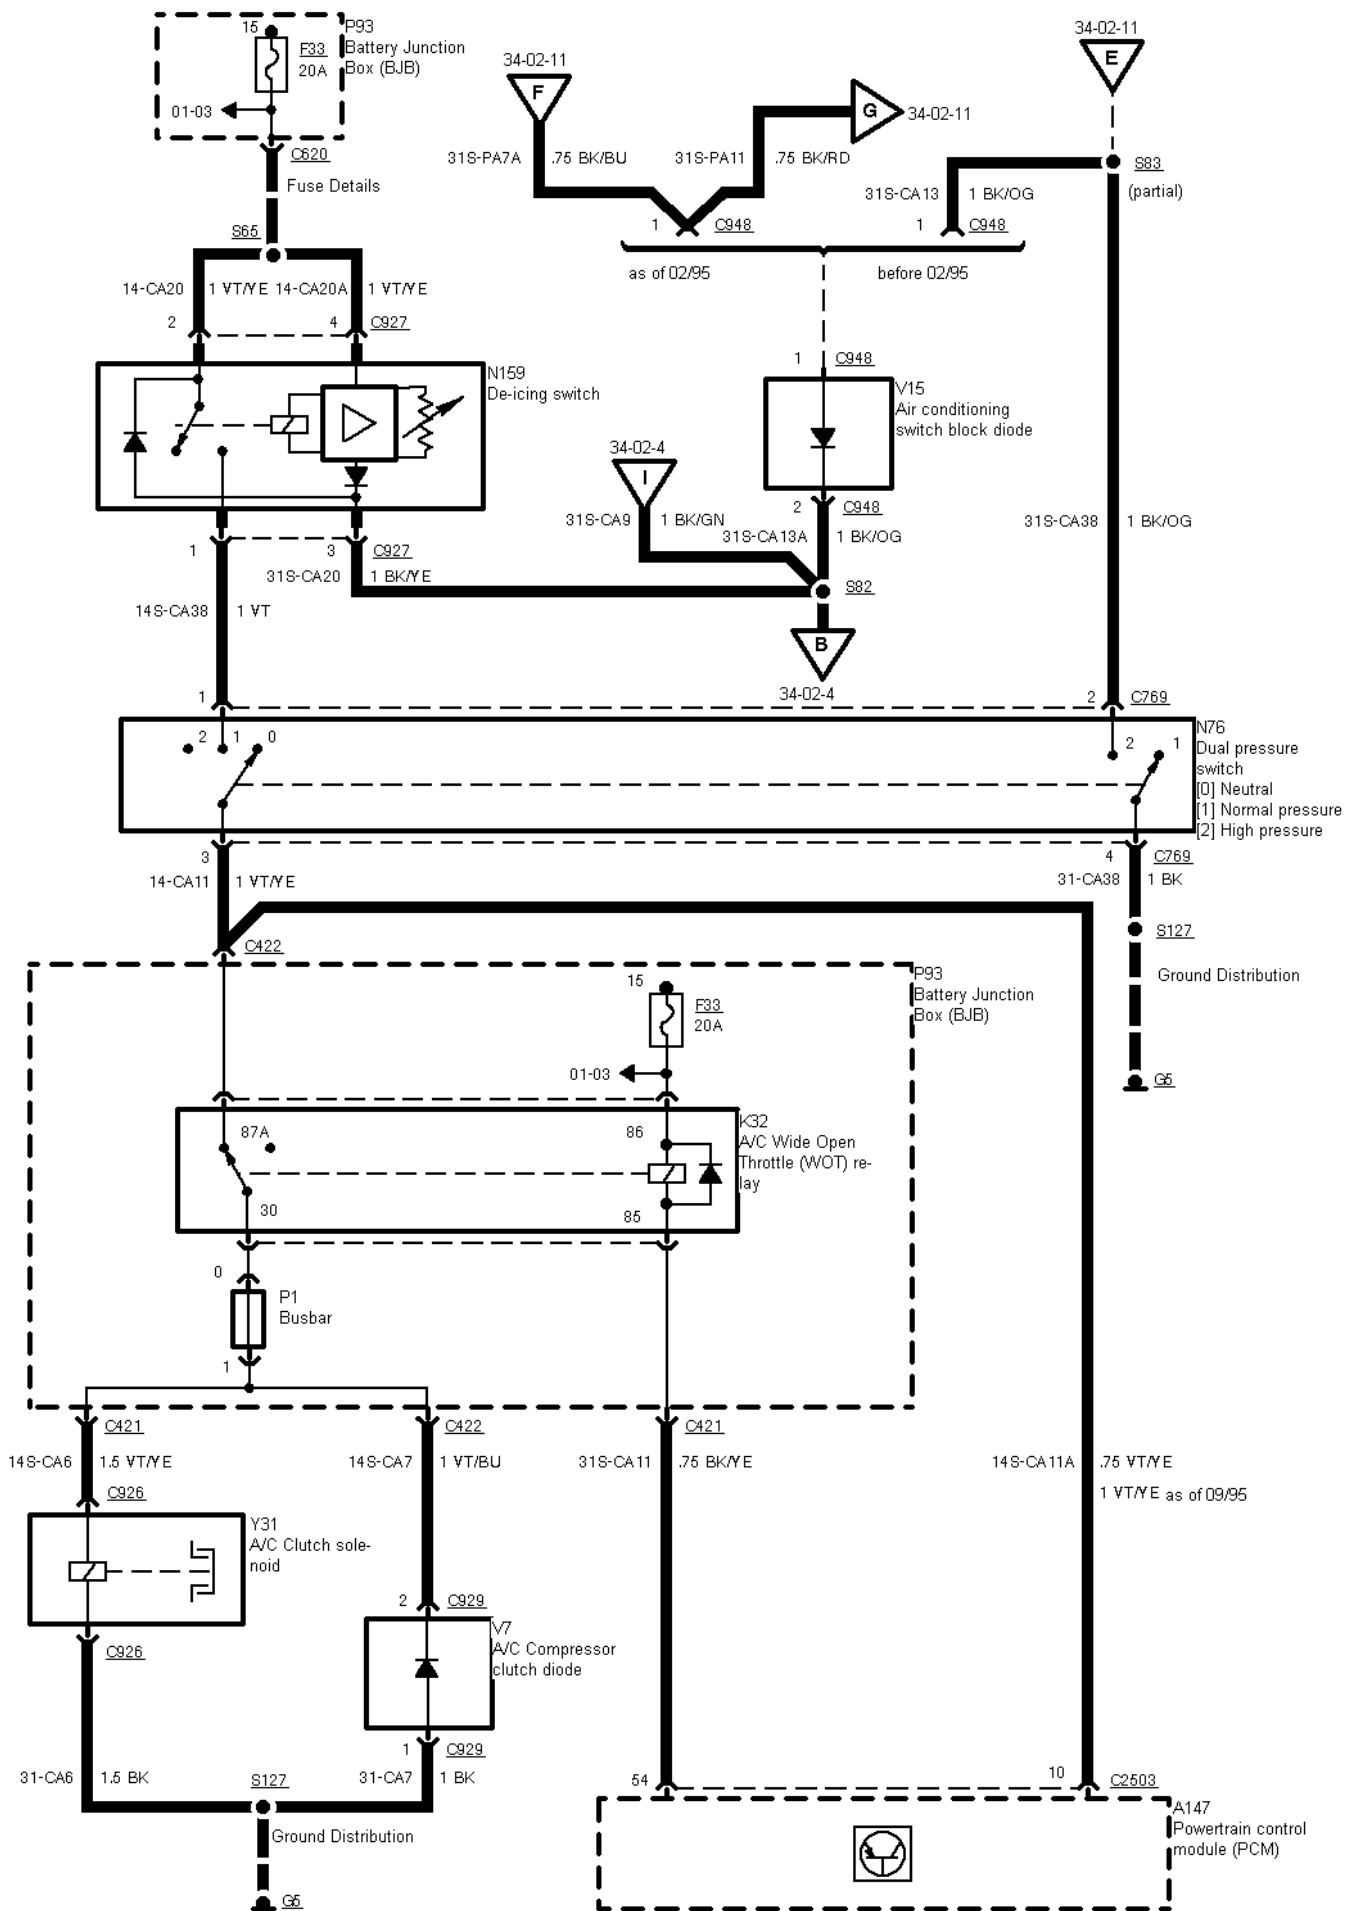 15
F33
20A
P93
Battery Junction
Box (BJB)
01-03
C620
Fuse Details
S65
14-CA20
1 VT/YE
14-CA20A
1 VT/YE
2
4
C927
N159
De-icing switch
1
3
C927
31S-CA20
1 BK/YE
14S-CA38
1 VT
34-02-11
F
31S-PA7A
.75 BK/BU
G
34-02-11
31S-PA11
.75 BK/RD
34-02-11
E
S83
(partial)
31S-CA13
1 BK/OG
1
C948
1
C948
as of 02/95
before 02/95
1
C948
V15
Air conditioning
switch block diode
34-02-4
I
31S-CA9
1 BK/GN
2
C948
31S-CA13A
1 BK/OG
31S-CA38
1 BK/OG
S82
B
34-02-4
1
2
C769
2
1
0
2
1
N76
Dual pressure
switch
[0] Neutral
[1] Normal pressure
[2] High pressure
3
14-CA11
1 VT/YE
4
C769
31-CA38
1 BK
C422
S127
Ground Distribution
G5
15
F33
20A
P93
Battery Junction
Box (BJB)
01-03
87A
86
K32
A/C Wide Open
Throttle (WOT) re-
lay
30
85
0
P1
Busbar
1
C421
C422
C421
14S-CA6
1.5 VT/YE
14S-CA7
1 VT/BU
31S-CA11
.75 BK/YE
14S-CA11A
.75 VT/YE
1 VT/YE as of 09/95
C926
Y31
A/C Clutch sole-
noid
C926
2
C929
V7
A/C Compressor
clutch diode
1
C929
31-CA6
1.5 BK
S127
31-CA7
1 BK
Ground Distribution
G5
54
10
C2503
A147
Powertrain control
module (PCM)